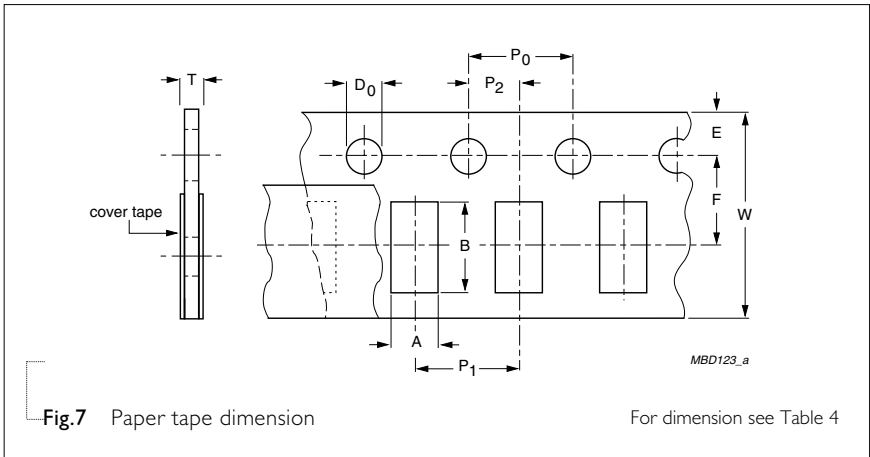 P0
T
D0
P2
E
F
W
cover tape
B
A
P1
MBD123_a
Fig.7 Paper tape dimension
For dimension see Table 4